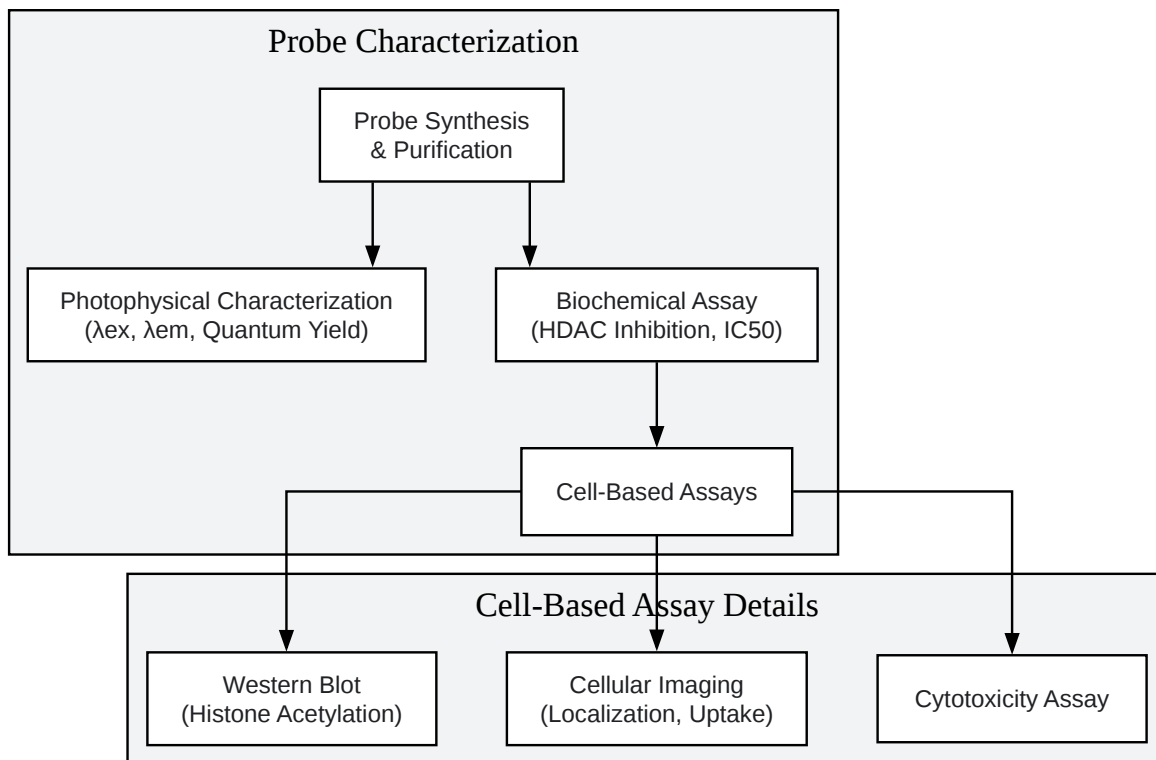 Probe Characterization
Probe Synthesis
& Purification
Photophysical Characterization
(λex, λem, Quantum Yield)
Biochemical Assay
(HDAC Inhibition, IC50)
Cell-Based Assays
Cell-Based Assay Details
Western Blot
(Histone Acetylation)
Cellular Imaging
(Localization, Uptake)
Cytotoxicity Assay